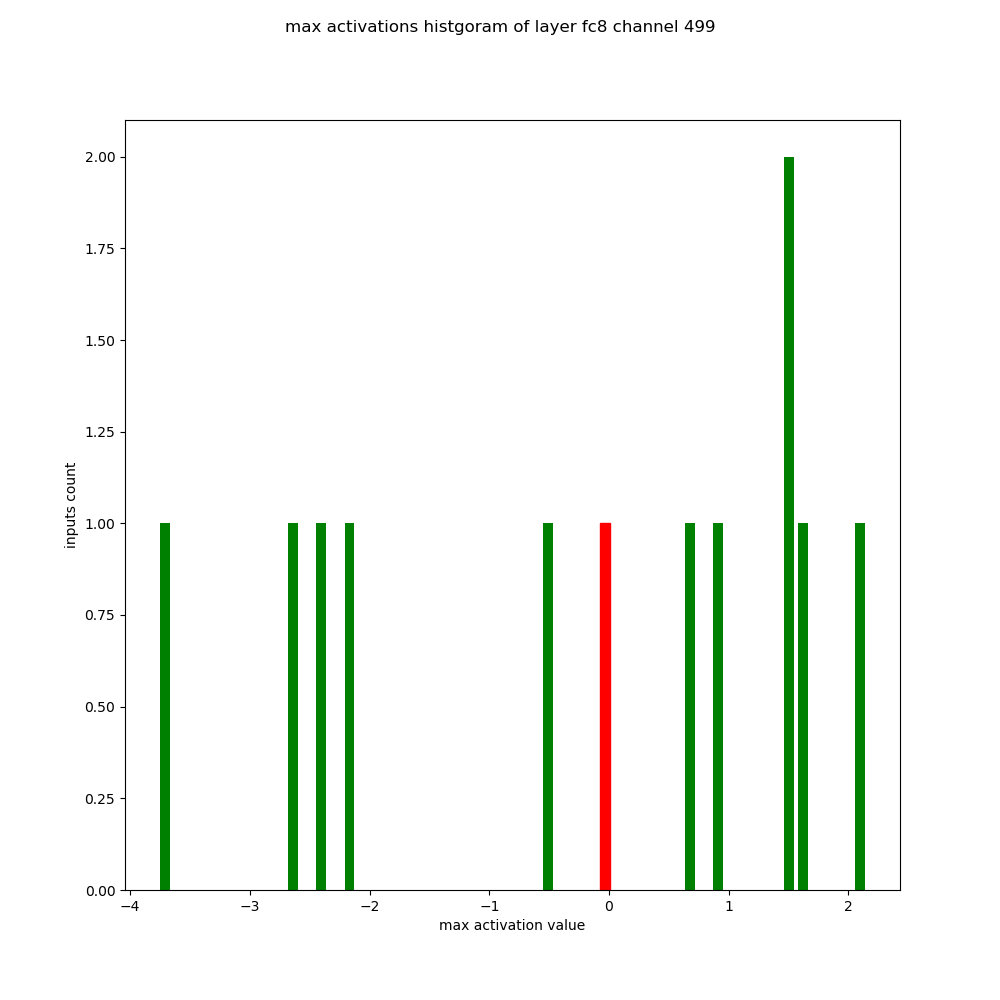 max activations histgoram of layer fc8 channel 499
2.00
1.75
1.50
1.25
1.00
0.75
0.50
0.25
0.00
inputs count
−4 −3 −2 −1 0 1 2
max activation value